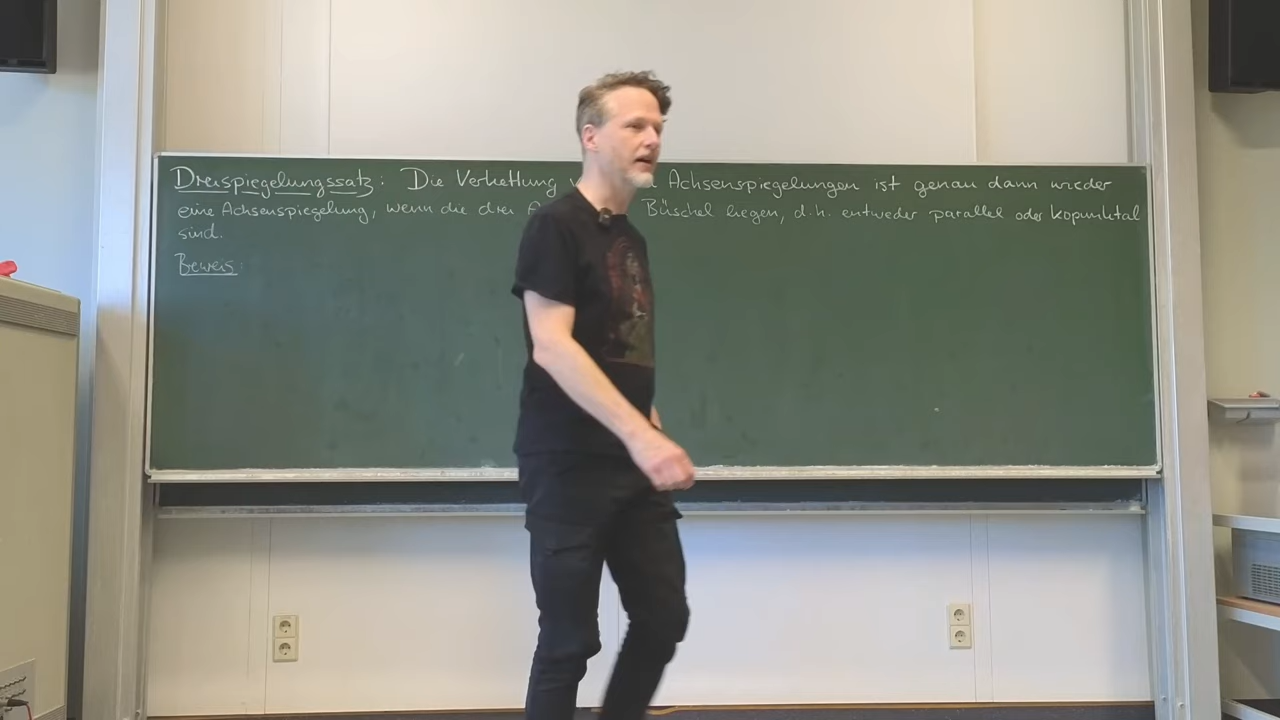 Dreispiegelungssatz: Die Verkettung v Achsenspiegelungen ist genau dann wieder
eine Achsenspiegelung, wenn die drei A Büschel liegen, d.h. entweder parallel oder kopunktal
sind.
Beweis: